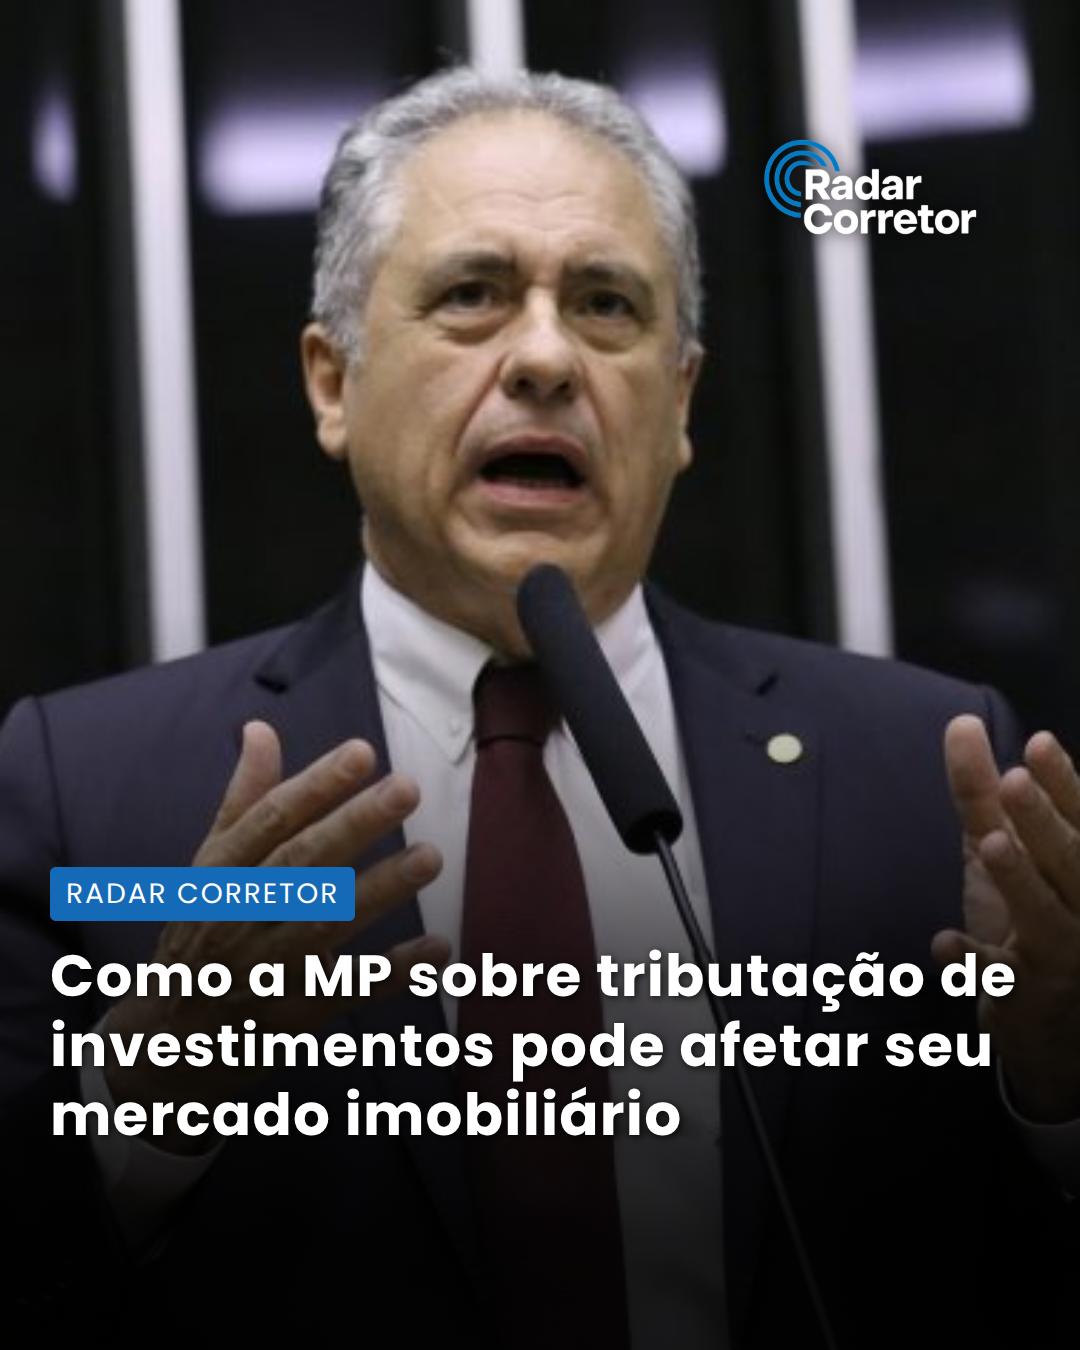 Radar
Corretor
RADAR CORRETOR
Como a MP sobre tributação de
investimentos pode afetar seu
mercado imobiliário